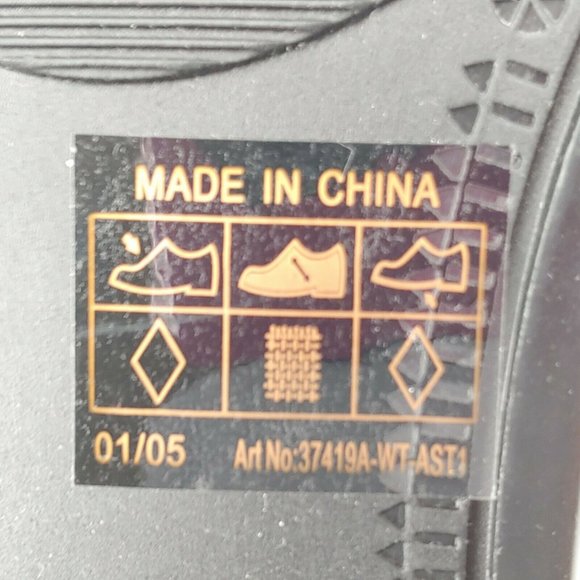 MADE IN CHINA
01/05
Art No:37419A-WT-AST1